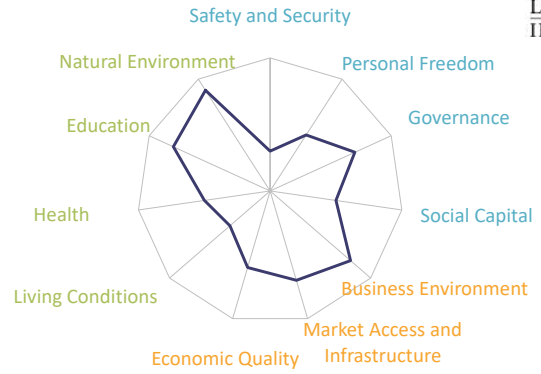 Safety and Security
Natural Environment
Personal Freedom
Education
Governance
Health
Social Capital
Living Conditions
Business Environment
Market Access and
Infrastructure
Economic Quality